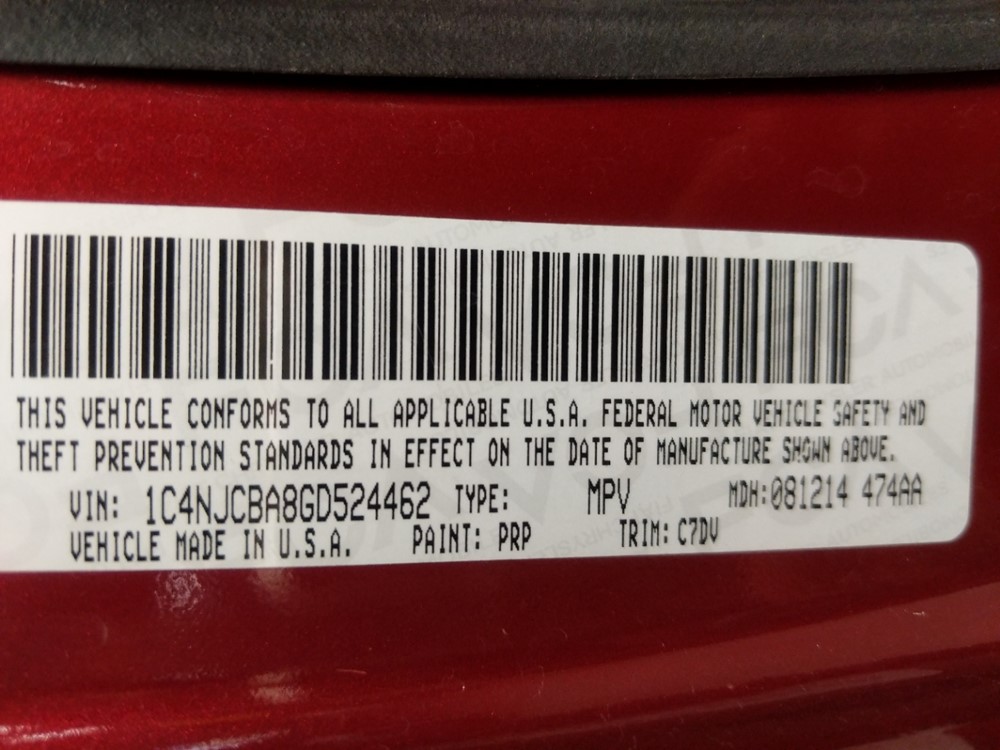 THIS VEHICLE CONFORMS TO ALL APPLICABLE U.S.A. FEDERAL MOTOR VEHICLE SAFETY AND
THEFT PREVENTION STANDARDS IN EFFECT ON THE DATE OF MANUFACTURE SHOWN ABOVE.
VIN: 1C4NJCBA8GD524462 TYPE: MPV MDH:081214 474AA
VEHICLE MADE IN U.S.A. PAINT: PRP TRIM: C7DV